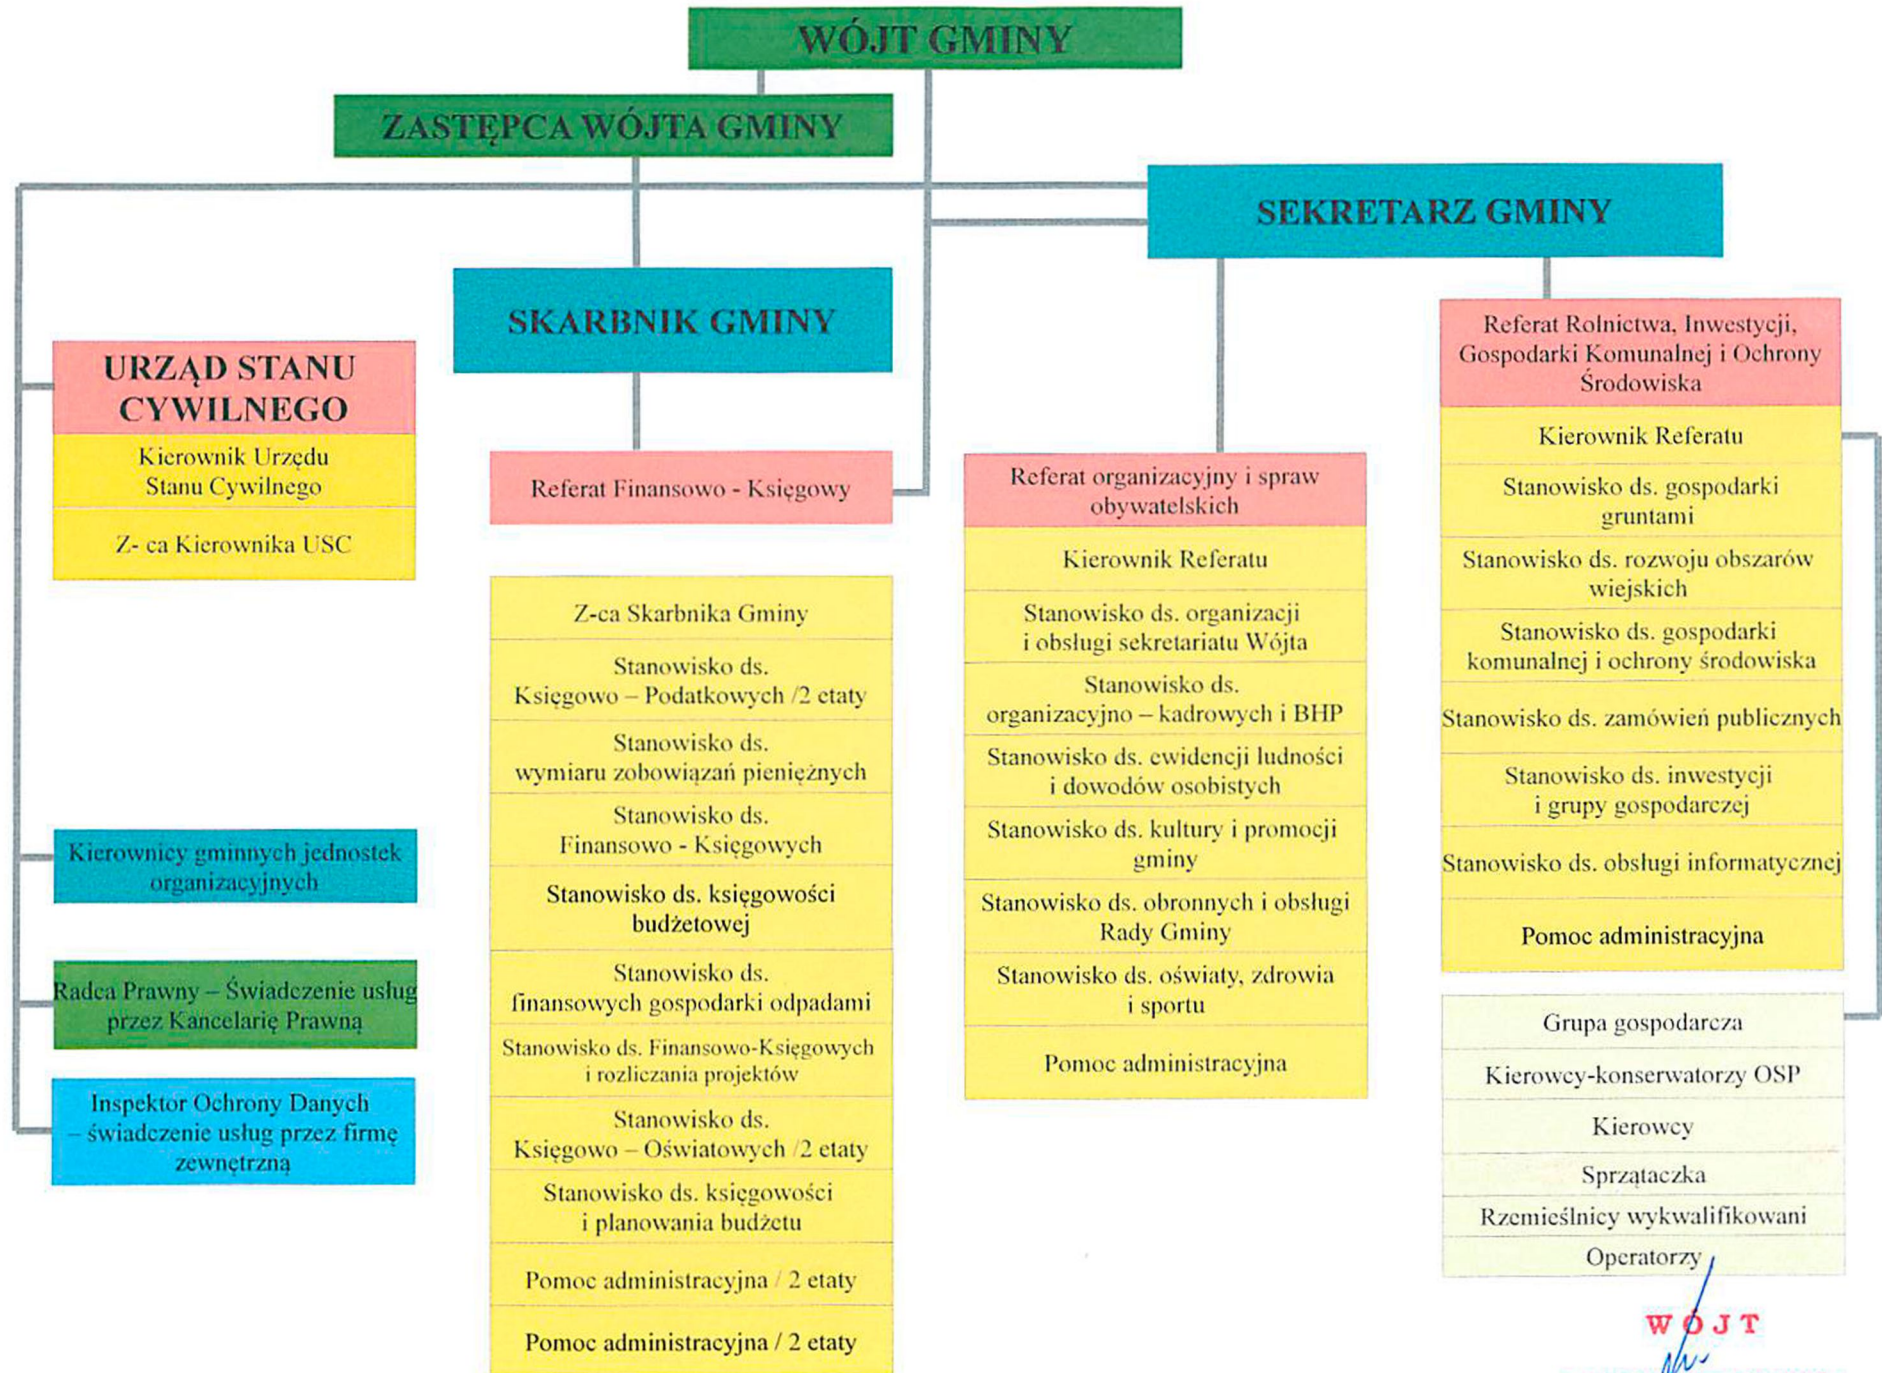 WÓJT GMINY
ZASTĘPCA WÓJTA GMINY
SEKRETARZ GMINY
SKARBNIK GMINY
URZĄD STANU
CYWILNEGO
Kierownik Urzędu
Stanu Cywilnego
Z- ca Kierownika USC
Kierownicy gminnych jednostek
organizacyjnych
Radca Prawny – Świadczenie usług
przez Kancelarię Prawną
Inspektor Ochrony Danych
– świadczenie usług przez firmę
zewnętrzną
Referat Finansowo - Księgowy
Z-ca Skarbnika Gminy
Stanowisko ds.
Księgowo – Podatkowych /2 etaty
Stanowisko ds.
wymiaru zobowiązań pieniężnych
Stanowisko ds.
Finansowo - Księgowych
Stanowisko ds. księgowości
budżetowej
Stanowisko ds.
finansowych gospodarki odpadami
Stanowisko ds. Finansowo-Księgowych
i rozliczania projektów
Stanowisko ds.
Księgowo – Oświatowych /2 etaty
Stanowisko ds. księgowości
i planowania budżetu
Pomoc administracyjna / 2 etaty
Pomoc administracyjna / 2 etaty
Referat organizacyjny i spraw
obywatelskich
Kierownik Referatu
Stanowisko ds. organizacji
i obsługi sekretariatu Wójta
Stanowisko ds.
organizacyjno – kadrowych i BHP
Stanowisko ds. ewidencji ludności
i dowodów osobistych
Stanowisko ds. kultury i promocji
gminy
Stanowisko ds. obronnych i obsługi
Rady Gminy
Stanowisko ds. oświaty, zdrowia
i sportu
Pomoc administracyjna
Referat Rolnictwa, Inwestycji,
Gospodarki Komunalnej i Ochrony
Środowiska
Kierownik Referatu
Stanowisko ds. gospodarki
gruntami
Stanowisko ds. rozwoju obszarów
wiejskich
Stanowisko ds. gospodarki
komunalnej i ochrony środowiska
Stanowisko ds. zamówień publicznych
Stanowisko ds. inwestycji
i grupy gospodarczej
Stanowisko ds. obsługi informatycznej
Pomoc administracyjna
Grupa gospodarcza
Kierowcy-konserwatorzy OSP
Kierowcy
Sprzątaczka
Rzemieślnicy wykwalifikowani
Operatorzy
WÓJT